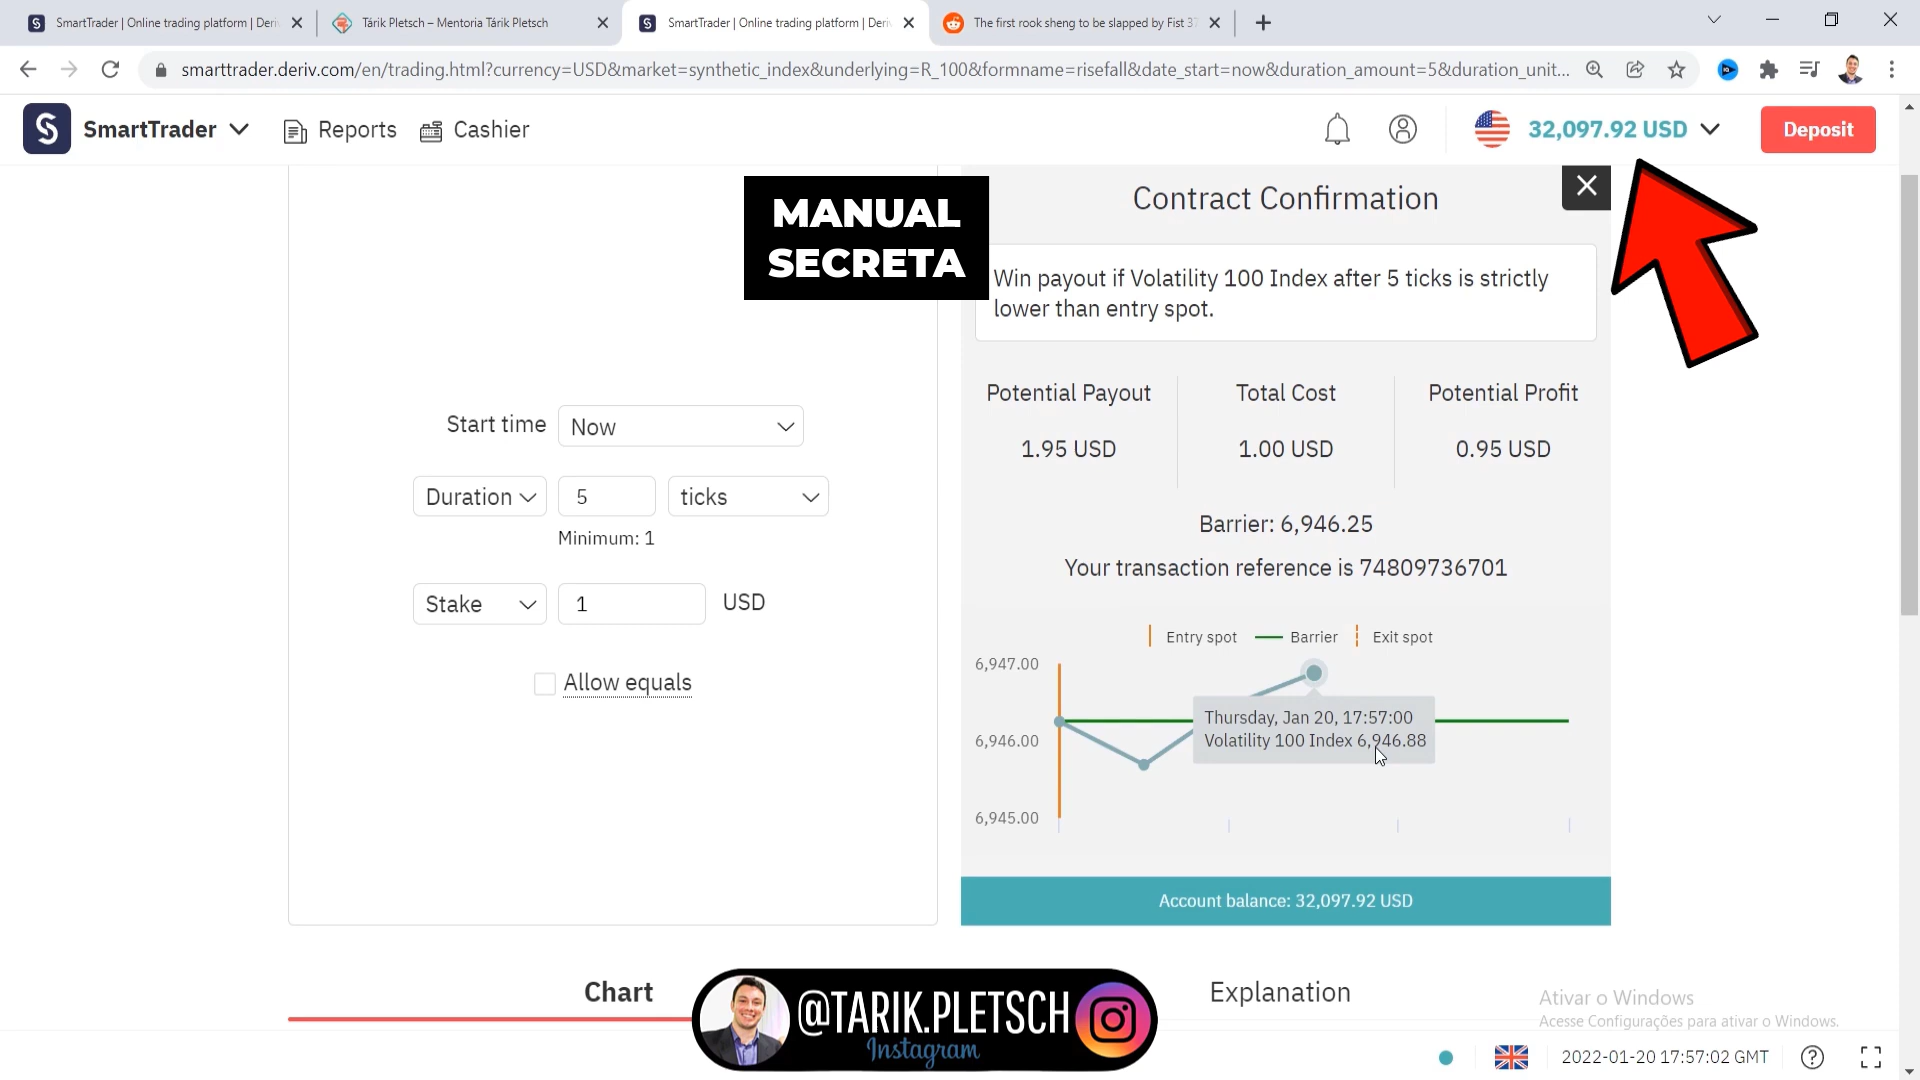 SmartTrader | Online trading platform | Deri
Tárik Pletsch – Mentoria Tárik Pletsch
SmartTrader | Online trading platform | Deri
The first rook sheng to be slapped by Fist 3
smarttrader.deriv.com/en/trading.html?currency=USD&market=synthetic_index&underlying=R_100&formname=risefall&date_start=now&duration_amount=5&duration_unit...
SmartTrader
Reports
Cashier
32,097.92 USD
Deposit
MANUAL
SECRETA
Contract Confirmation
Win payout if Volatility 100 Index after 5 ticks is strictly
lower than entry spot.
Potential Payout
Total Cost
Potential Profit
1.95 USD
1.00 USD
0.95 USD
Barrier: 6,946.25
Your transaction reference is 74809736701
Start time
Now
Duration
5
ticks
Minimum: 1
Stake
1
USD
Allow equals
Entry spot
Barrier
Exit spot
6,947.00
6,946.00
6,945.00
Thursday, Jan 20, 17:57:00
Volatility 100 Index 6,946.88
Account balance: 32,097.92 USD
Chart
Explanation
@TARIK.PLETSCH
Instagram
Ativar o Windows
Acesse Configurações para ativar o Windows.
2022-01-20 17:57:02 GMT